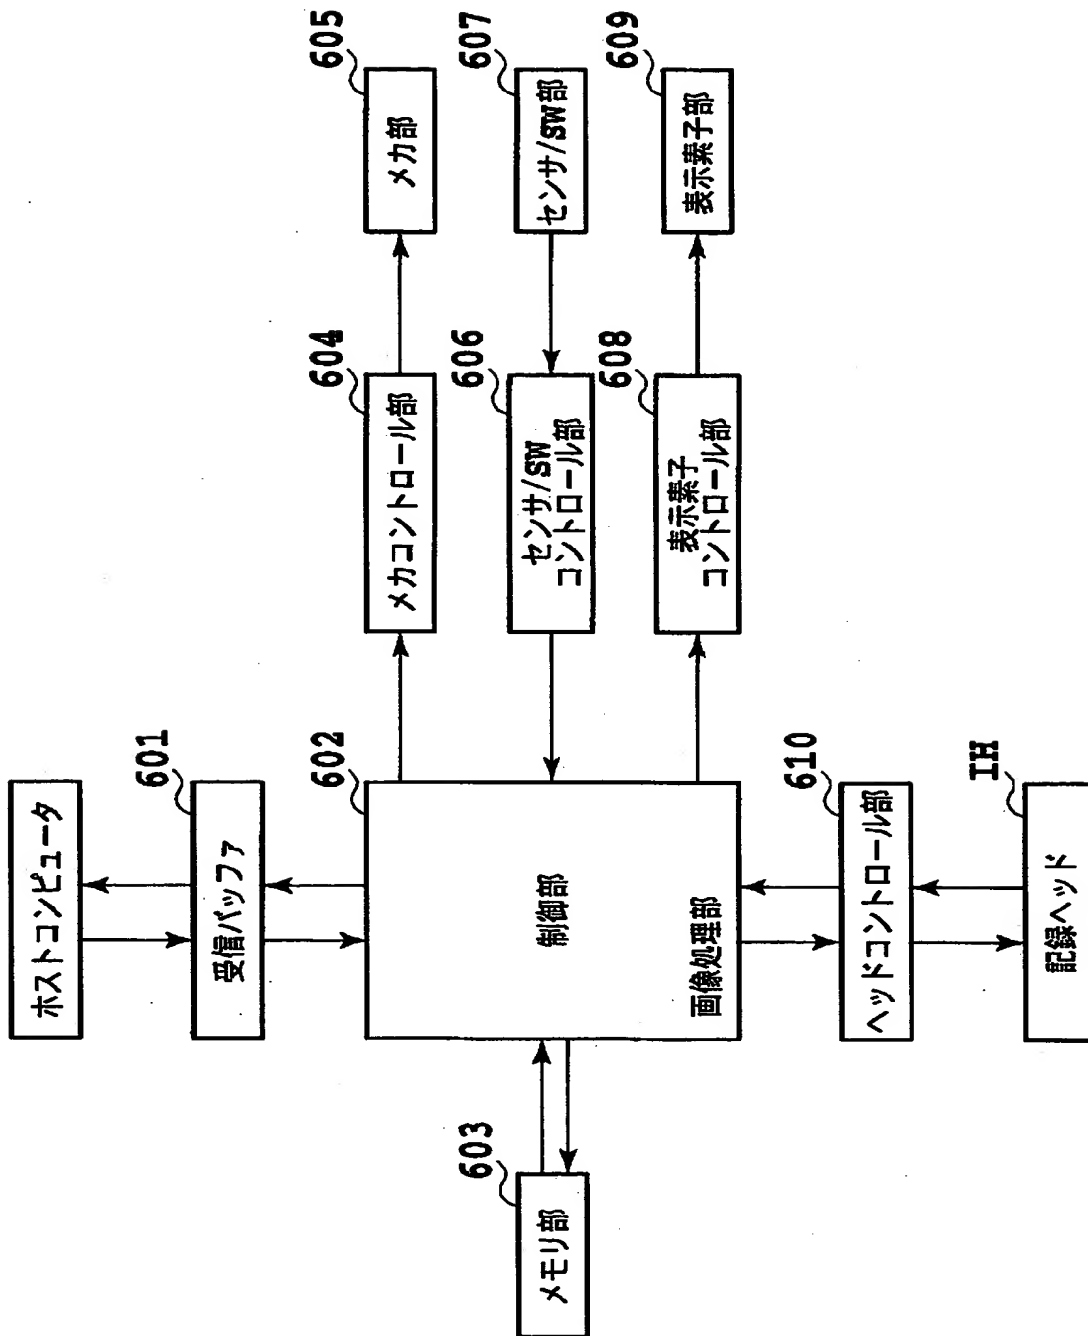 ホストコンピュータ
601
受信バッファ
602
制御部
画像処理部
603
メモリ部
604
メカコントロール部
605
メカ部
606
センサ/SW
コントロール部
607
センサ/SW部
608
表示素子
コントロール部
609
表示素子部
610
ヘッドコントロール部
IH
記録ヘッド